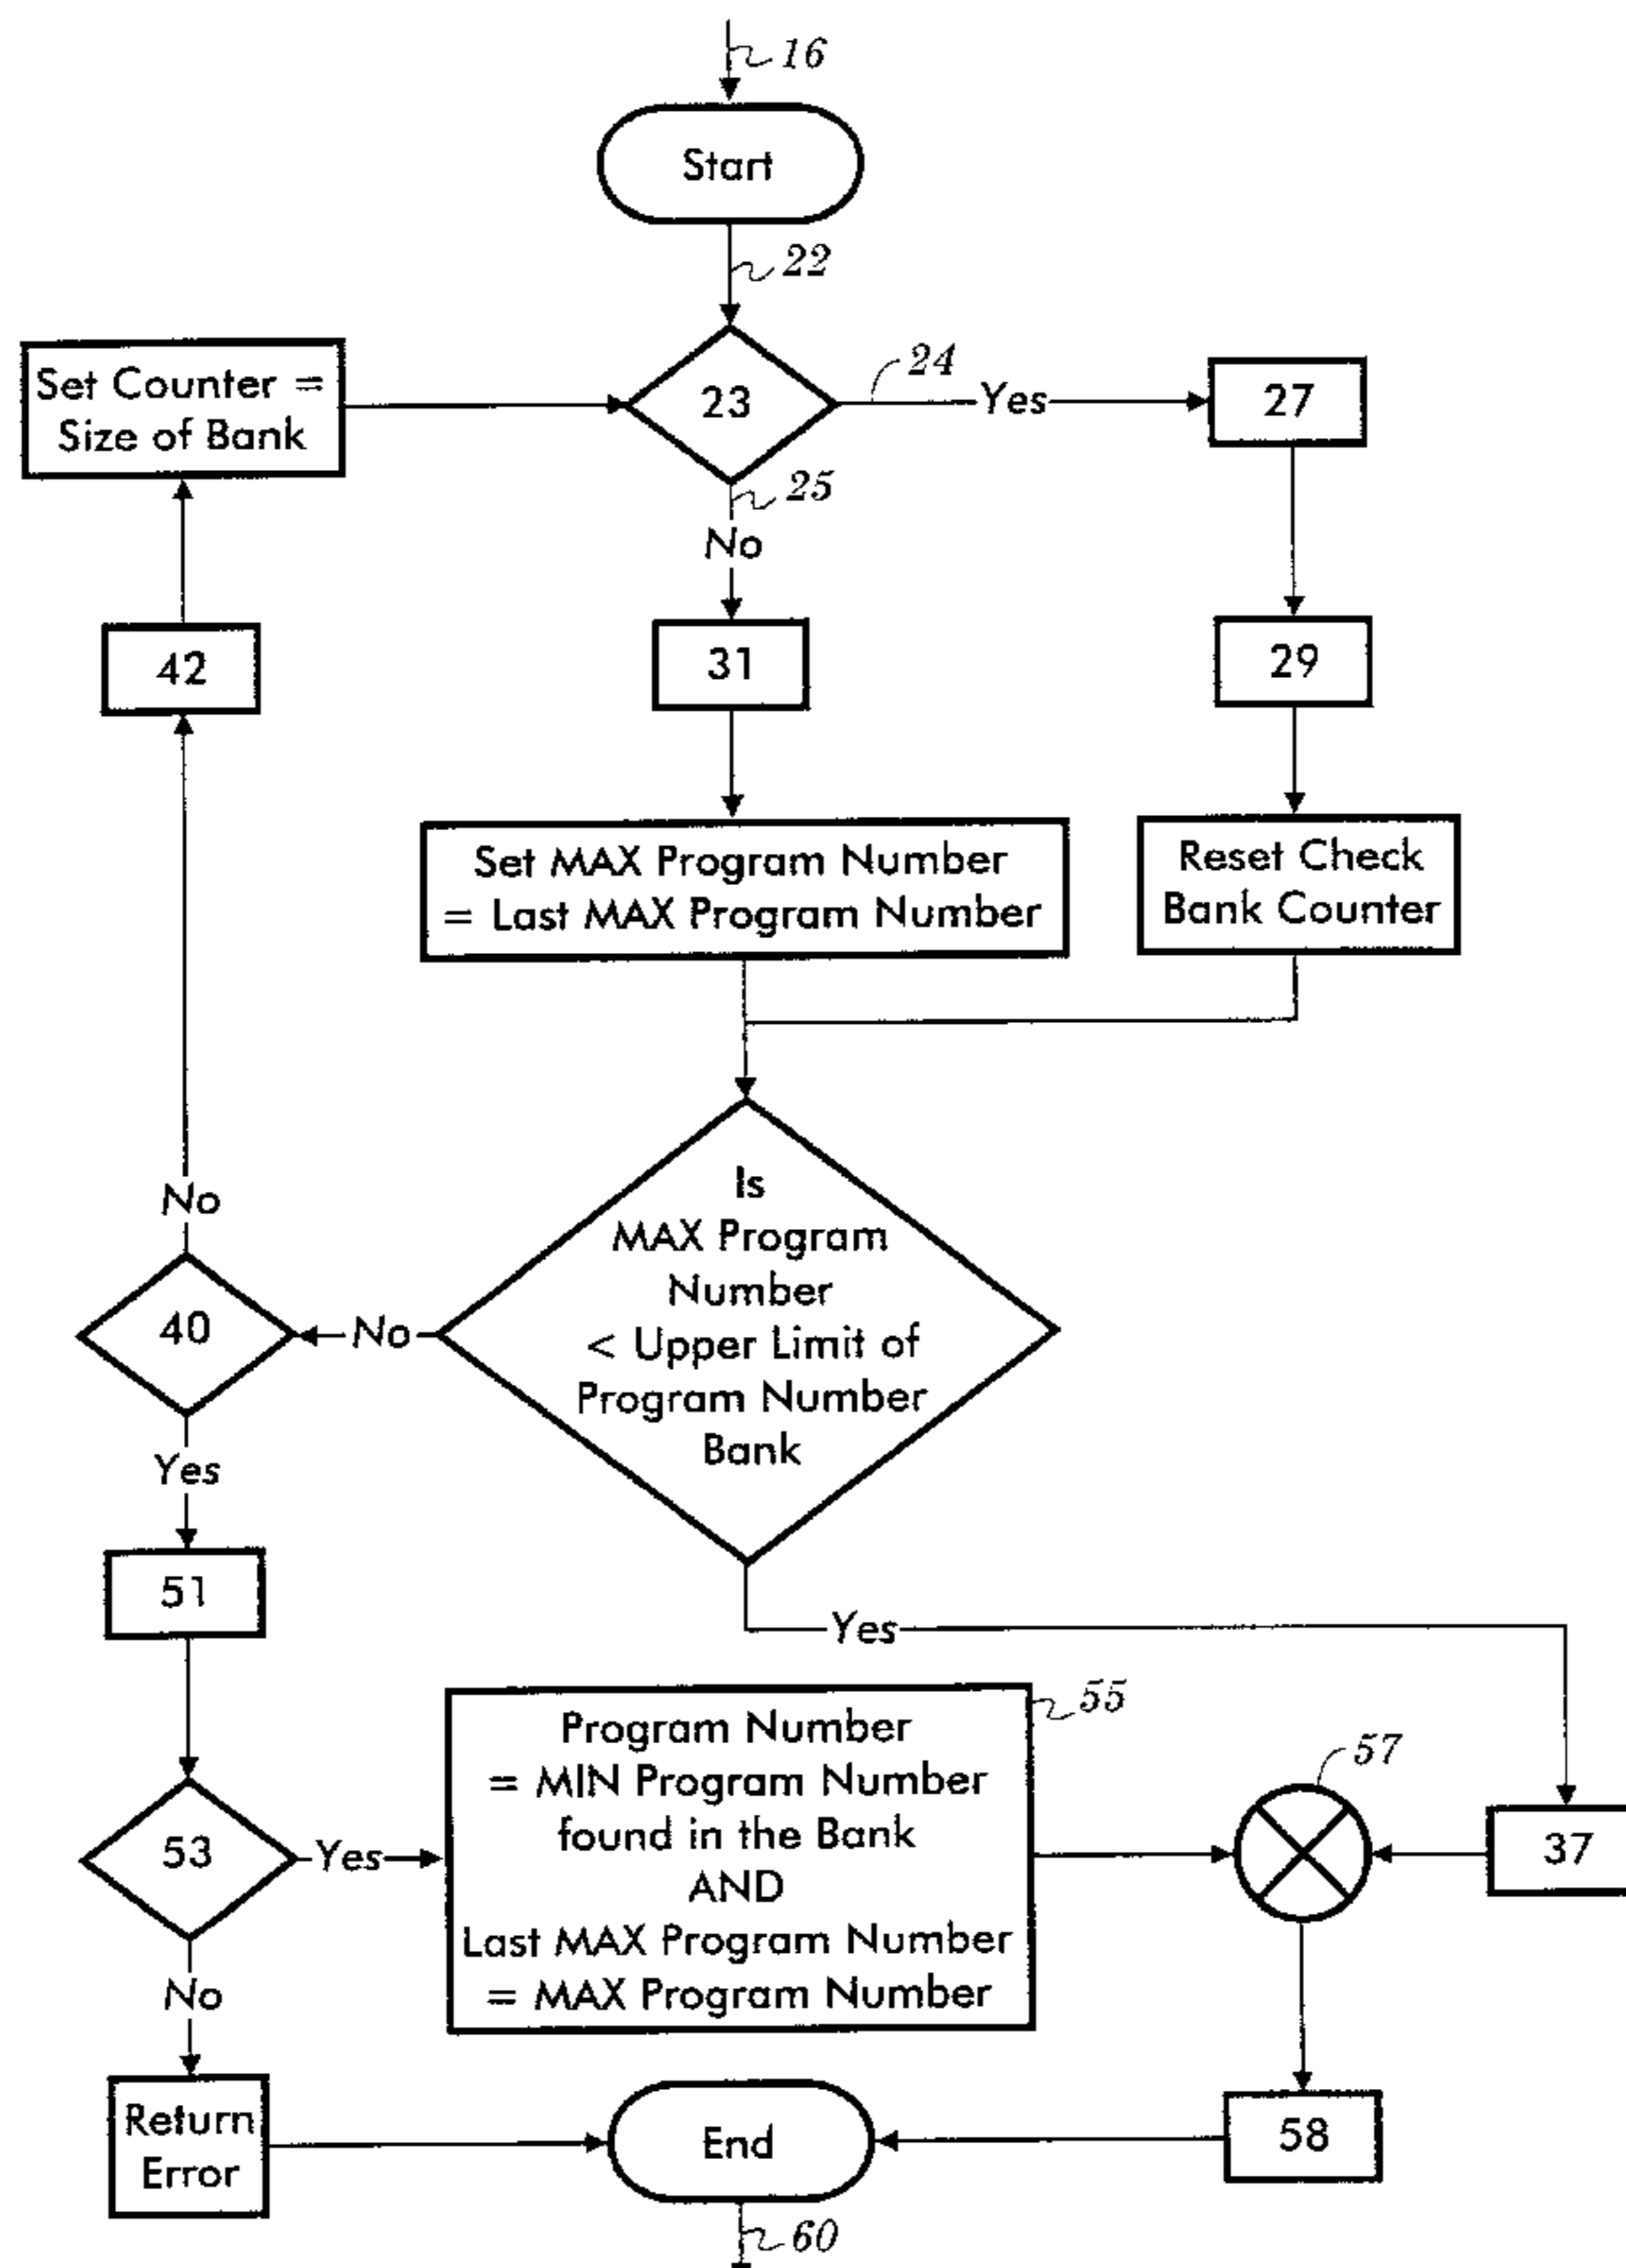 16
Start
22
Set Counter =
Size of Bank
23
24
Yes
27
25
No
42
31
29
Set MAX Program Number
= Last MAX Program Number
Reset Check
Bank Counter
Is
MAX Program
Number
< Upper Limit of
Program Number
Bank
No
40
No
Yes
51
Yes
55
Program Number
= MIN Program Number
found in the Bank
AND
Last MAX Program Number
= MAX Program Number
57
37
53
Yes
No
Return
Error
End
58
60